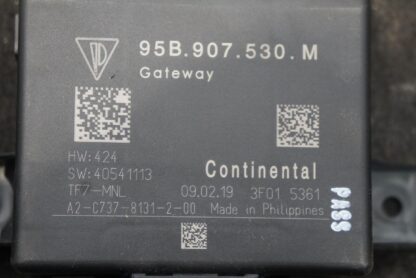 95B.907.530.M
Gateway
HW:424
SW:40541113
Continental
TF7-MNL 09.02.19 3F01 5361
A2-C737-8131-2-00 Made in Philippines
PASS